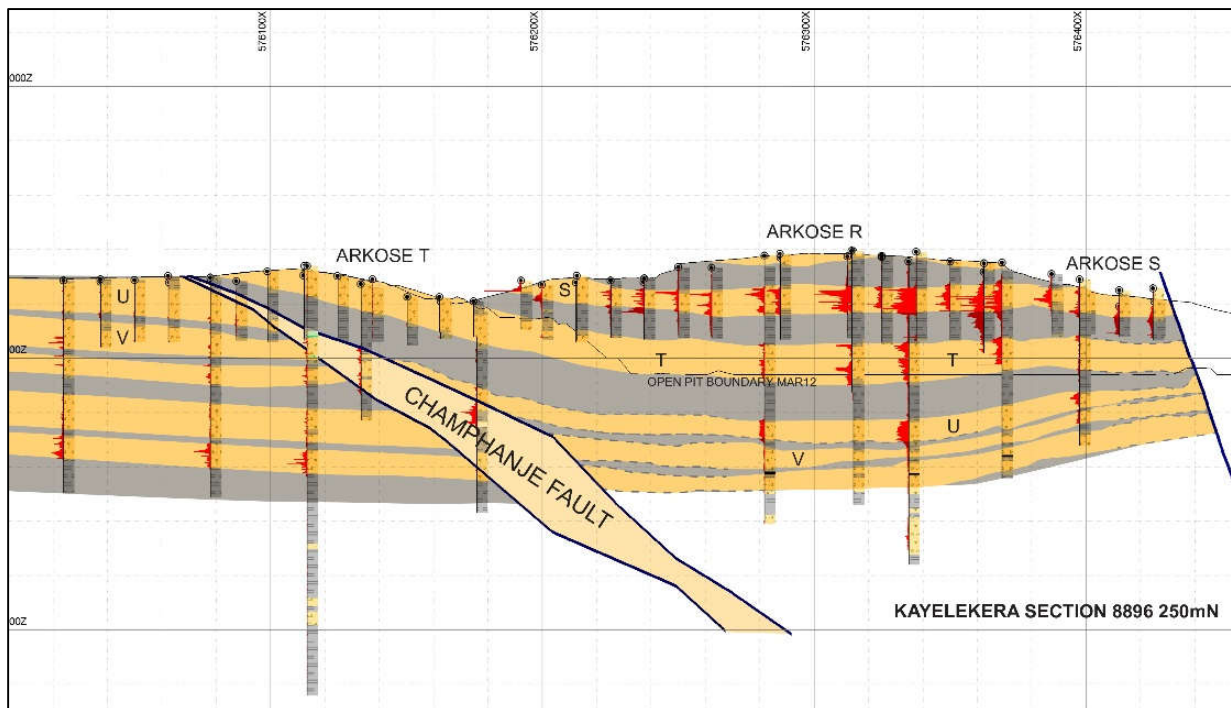 576100X
576200X
576300X
576400X
000Z
ARKOSE R
ARKOSE T
ARKOSE S
U
S
V
00Z
T
T
OPEN PIT BOUNDARY MAR12
CHAMPHANJE FAULT
U
V
KAYELEKERA SECTION 8896 250mN
00Z